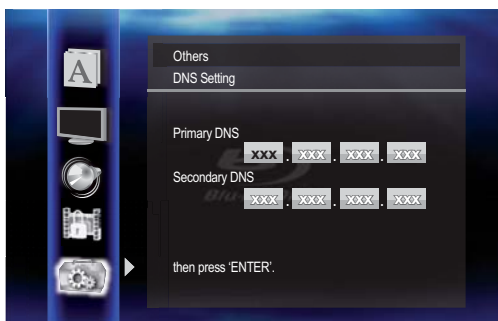 A
Others
DNS Setting
Primary DNS
xxx . xxx . xxx . xxx
Secondary DNS
xxx . xxx . xxx . xxx
then press ‘ENTER’.